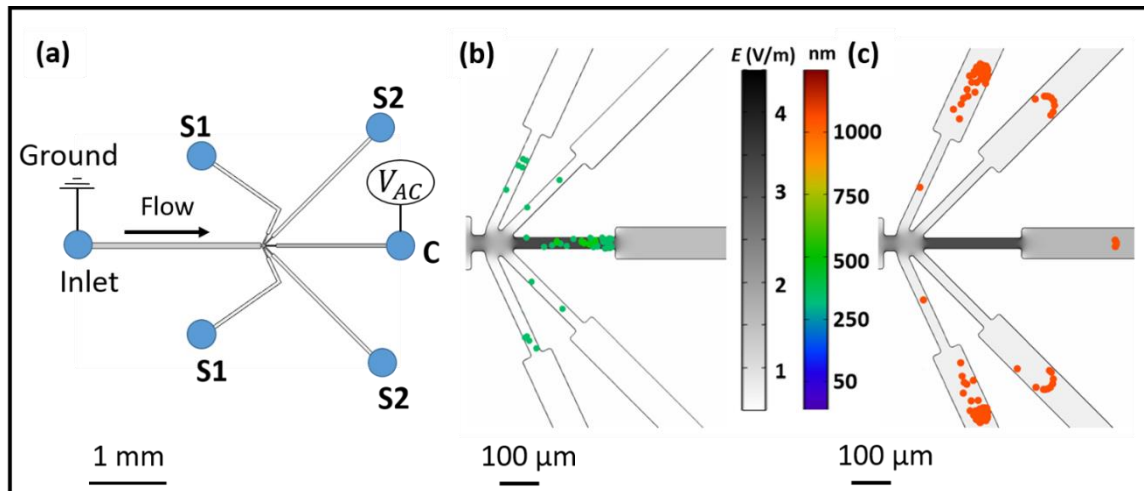 (a)
S2
S1
Ground
V_AC
Flow
C
Inlet
S1
S2
1 mm
(b)
E (V/m)
4
3
2
1
100 µm
nm
1000
750
500
250
50
(c)
100 µm